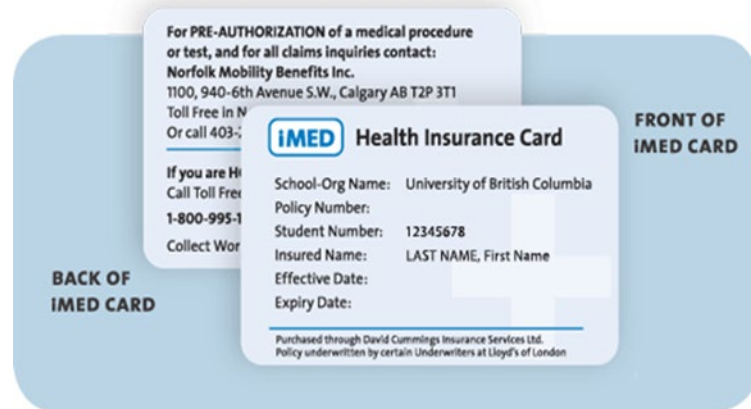 For PRE-AUTHORIZATION of a medical procedure
or test, and for all claims inquiries contact:
Norfolk Mobility Benefits Inc.
1100, 940-6th Avenue S.W., Calgary AB T2P 3T1
Toll Free in
Or call 403-
If you are
Call Toll Free
1-800-995-1
Collect
BACK OF
iMED CARD
iMED Health Insurance Card
School-Org Name: University of British Columbia
Policy Number:
Student Number: 12345678
Insured Name: LAST NAME, First Name
Effective Date:
Expiry Date:
Purchased through David Cummings Insurance Services Ltd.
Policy underwritten by certain Underwriters at Lloyd's of London
FRONT OF
iMED CARD